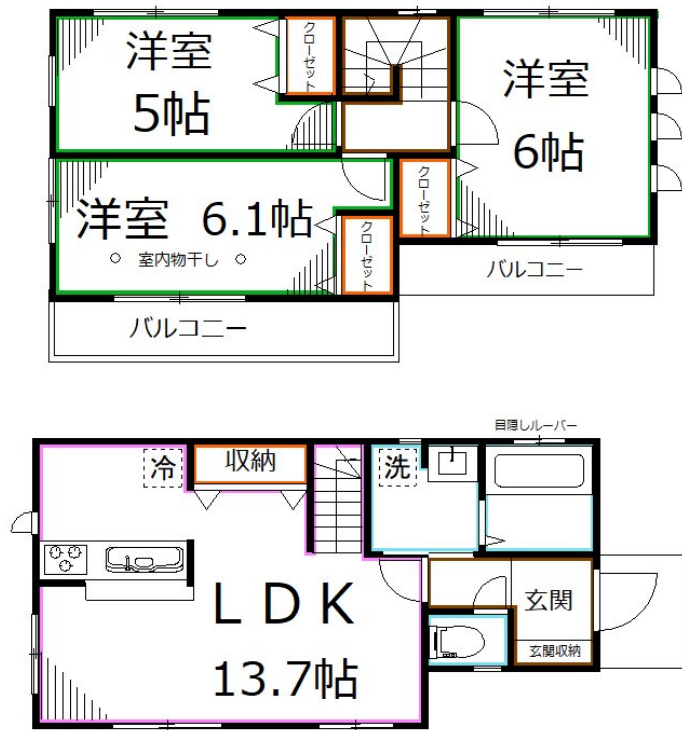 洋室
5帖
クローゼット
洋室
6帖
洋室 6.1帖
室内物干し
クローゼット
クローゼット
バルコニー
バルコニー
目隠しルーバー
冷
収納
洗
LDK
13.7帖
玄関
玄関収納